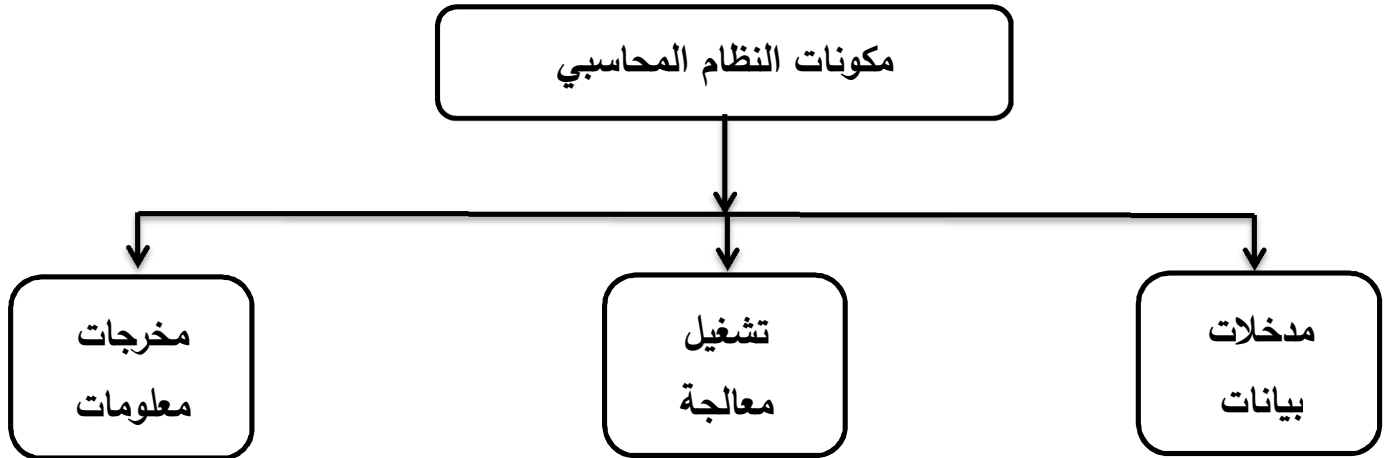 مكونات النظام المحاسبي
مدخلات
بيانات
تشغيل
معالجة
مخرجات
معلومات